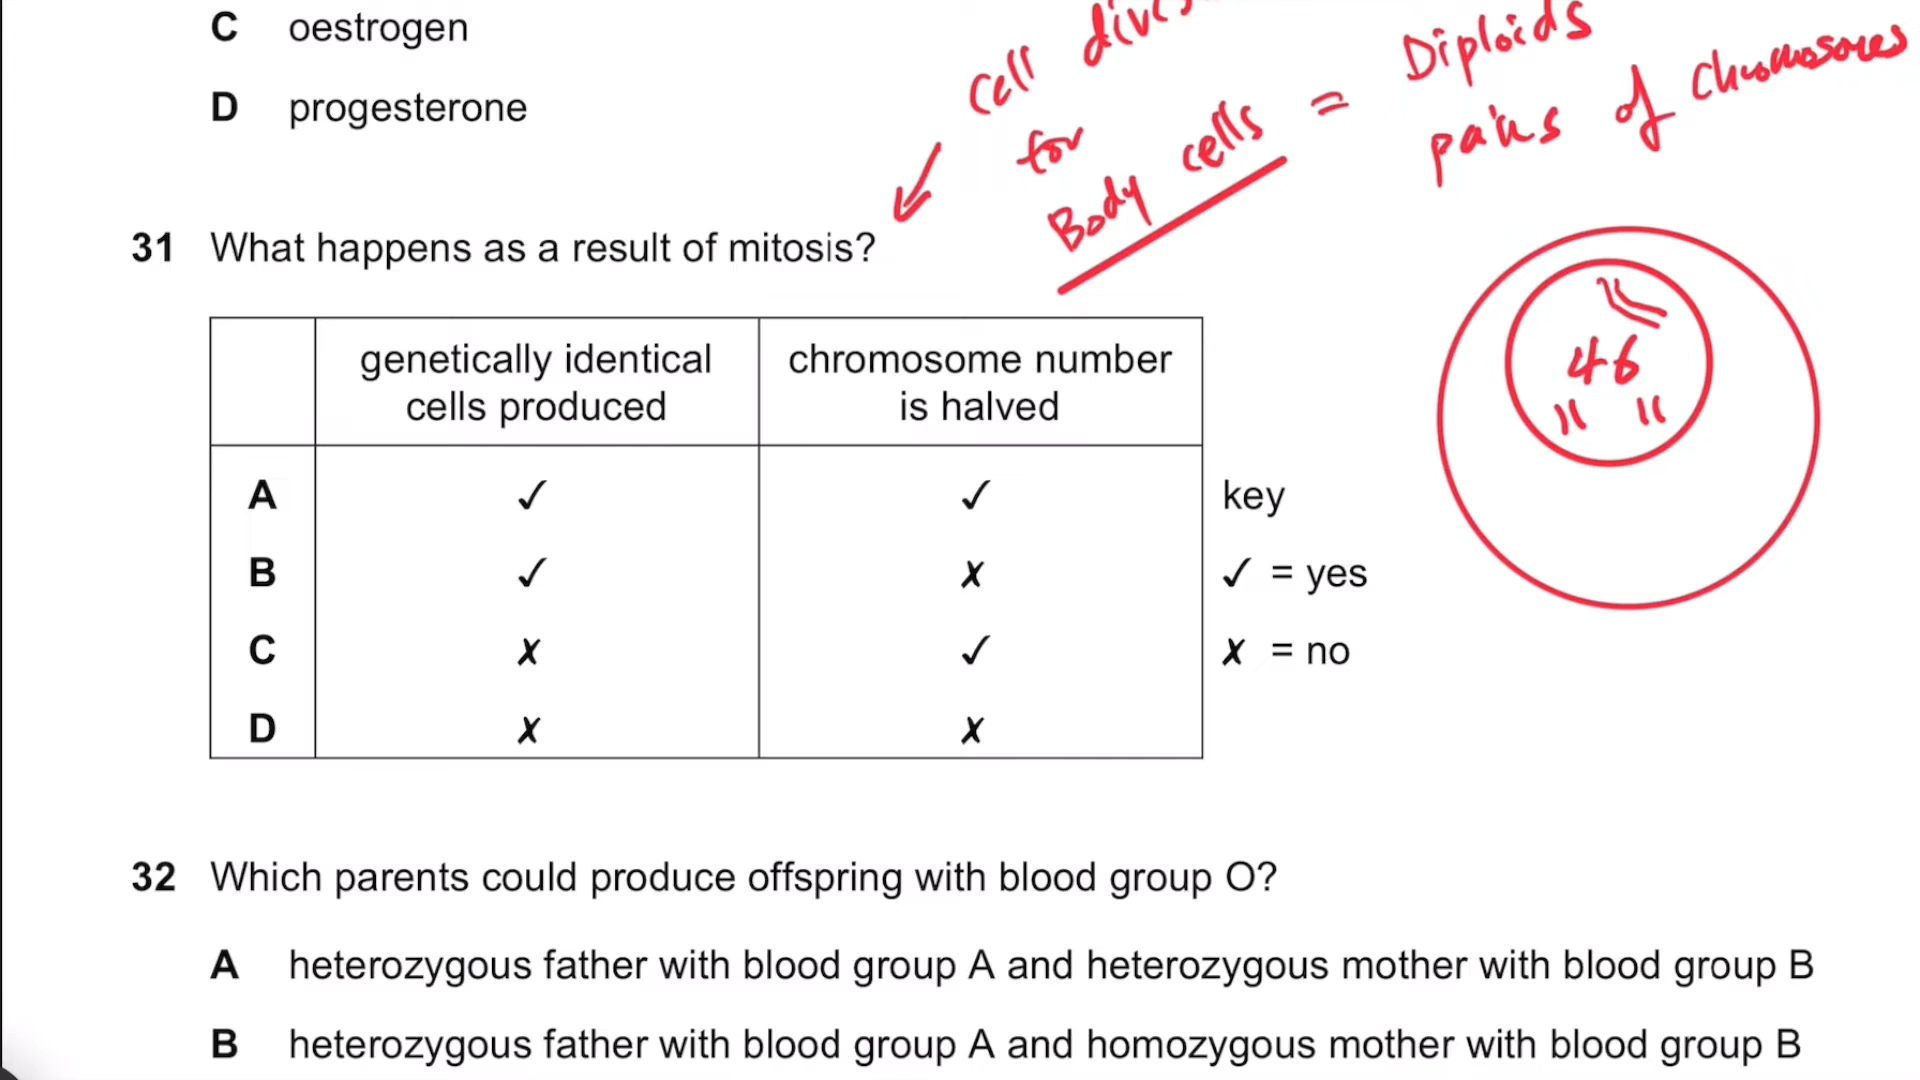 C oestrogen
D progesterone
cell
for
Body cells = Diploids
pairs of chromosomes
31 What happens as a result of mitosis?
genetically identical cells produced
chromosome number is halved
A ✓ ✓
B ✓ ✗
C ✗ ✓
D ✗ ✗
key
✓ = yes
✗ = no
46
32 Which parents could produce offspring with blood group O?
A heterozygous father with blood group A and heterozygous mother with blood group B
B heterozygous father with blood group A and homozygous mother with blood group B